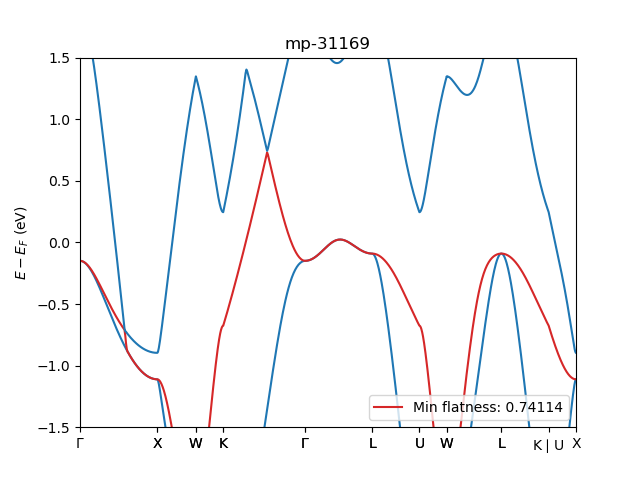 mp-31169
E − E_F (eV)
1.5
1.0
0.5
0.0
−0.5
−1.0
−1.5
Min flatness: 0.74114
Γ X W K Γ L U W L K | U X